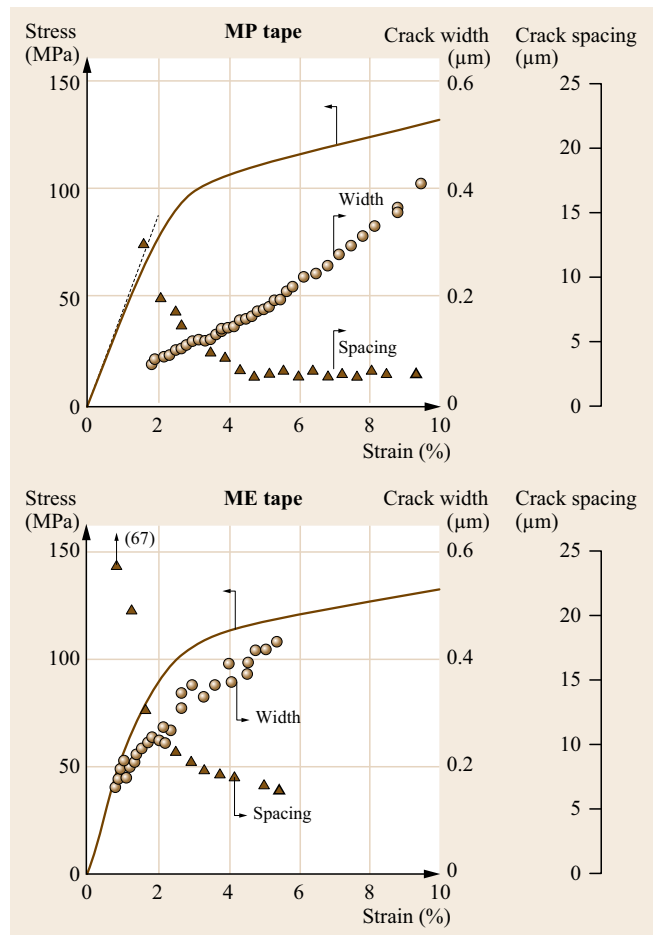 Stress
(MPa)
MP tape
Crack width
(µm)
Crack spacing
(µm)
150
100
50
0
0.6
0.4
0.2
0
25
20
15
10
5
0
Width
Spacing
0 2 4 6 8 10
Strain (%)
Stress
(MPa)
ME tape
Crack width
(µm)
Crack spacing
(µm)
150
100
50
0
0.6
0.4
0.2
0
25
20
15
10
5
0
(67)
Width
Spacing
0 2 4 6 8 10
Strain (%)